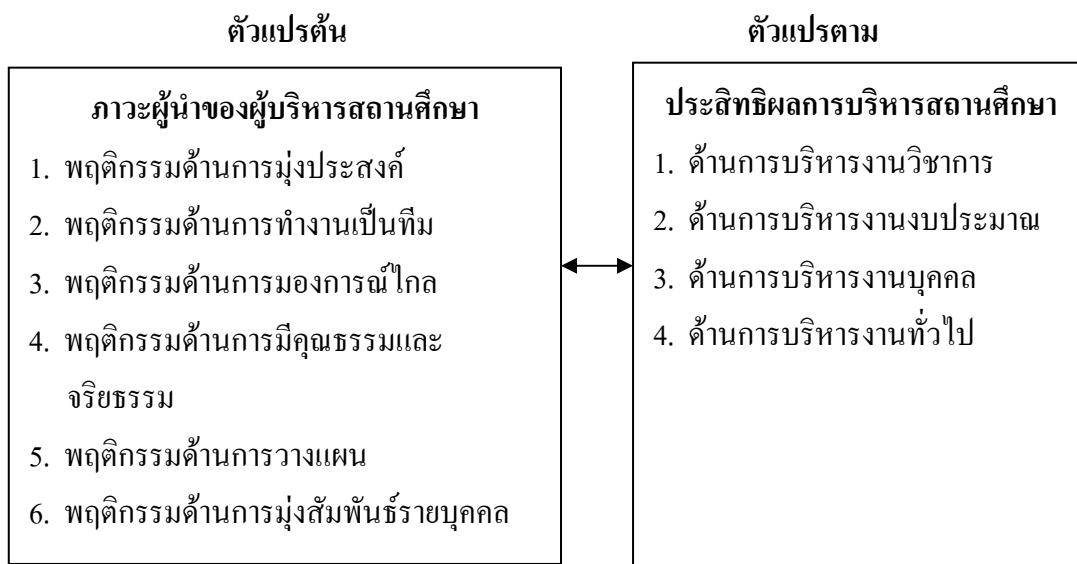 ตัวแปรต้น
ตัวแปรตาม
ภาวะผู้นำของผู้บริหารสถานศึกษา
1. พฤติกรรมด้านการมุ่งประสงค์
2. พฤติกรรมด้านการทำงานเป็นทีม
3. พฤติกรรมด้านการมองการณ์ไกล
4. พฤติกรรมด้านการมีคุณธรรมและ
จริยธรรม
5. พฤติกรรมด้านการวางแผน
6. พฤติกรรมด้านการมุ่งสัมพันธ์รายบุคคล
ประสิทธิผลการบริหารสถานศึกษา
1. ด้านการบริหารงานวิชาการ
2. ด้านการบริหารงานงบประมาณ
3. ด้านการบริหารงานบุคคล
4. ด้านการบริหารงานทั่วไป